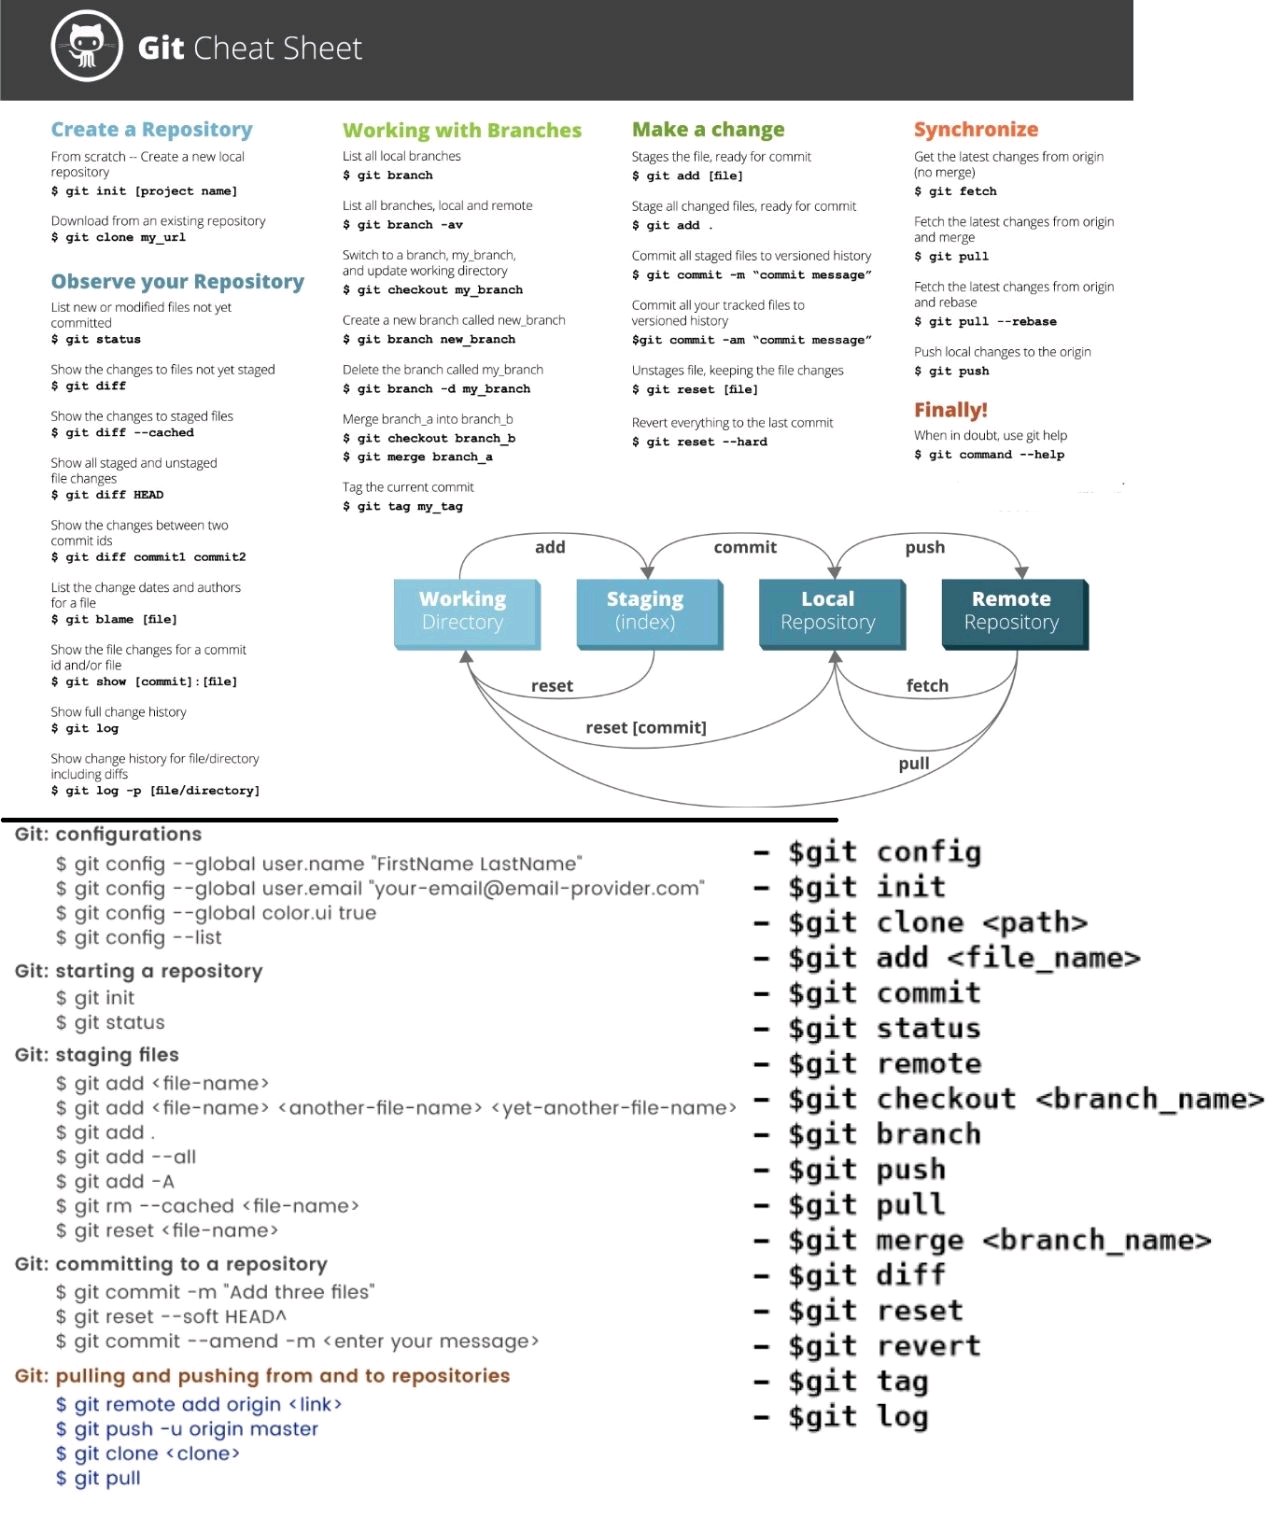 Git Cheat Sheet
Create a Repository
From scratch -- Create a new local
repository
$ git init [project name]
Download from an existing repository
$ git clone my_url
Observe your Repository
List new or modified files not yet
committed
$ git status
Show the changes to files not yet staged
$ git diff
Show the changes to staged files
$ git diff --cached
Show all staged and unstaged
file changes
$ git diff HEAD
Show the changes between two
commit ids
$ git diff commit1 commit2
List the change dates and authors
for a file
$ git blame [file]
Show the file changes for a commit
id and/or file
$ git show [commit]:[file]
Show full change history
$ git log
Show change history for file/directory
including diffs
$ git log -p [file/directory]
Working with Branches
List all local branches
$ git branch
List all branches, local and remote
$ git branch -av
Switch to a branch, my_branch,
and update working directory
$ git checkout my_branch
Create a new branch called new_branch
$ git branch new_branch
Delete the branch called my_branch
$ git branch -d my_branch
Merge branch_a into branch_b
$ git checkout branch_b
$ git merge branch_a
Tag the current commit
$ git tag my_tag
Make a change
Stages the file, ready for commit
$ git add [file]
Stage all changed files, ready for commit
$ git add .
Commit all staged files to versioned history
$ git commit -m “commit message”
Commit all your tracked files to
versioned history
$git commit -am “commit message”
Unstages file, keeping the file changes
$ git reset [file]
Revert everything to the last commit
$ git reset --hard
Synchronize
Get the latest changes from origin
(no merge)
$ git fetch
Fetch the latest changes from origin
and merge
$ git pull
Fetch the latest changes from origin
and rebase
$ git pull --rebase
Push local changes to the origin
$ git push
Finally!
When in doubt, use git help
$ git command --help
add
commit
push
Working
Directory
Staging
(index)
Local
Repository
Remote
Repository
reset
fetch
reset [commit]
pull
Git: configurations
$ git config --global user.name "FirstName LastName"
$ git config --global user.email "your-email@email-provider.com"
$ git config --global color.ui true
$ git config --list
Git: starting a repository
$ git init
$ git status
Git: staging files
$ git add <file-name>
$ git add <file-name> <another-file-name> <yet-another-file-name>
$ git add .
$ git add --all
$ git add -A
$ git rm --cached <file-name>
$ git reset <file-name>
Git: committing to a repository
$ git commit -m "Add three files"
$ git reset --soft HEAD^
$ git commit --amend -m <enter your message>
Git: pulling and pushing from and to repositories
$ git remote add origin <link>
$ git push -u origin master
$ git clone <clone>
$ git pull
- $git config
- $git init
- $git clone <path>
- $git add <file_name>
- $git commit
- $git status
- $git remote
- $git checkout <branch_name>
- $git branch
- $git push
- $git pull
- $git merge <branch_name>
- $git diff
- $git reset
- $git revert
- $git tag
- $git log